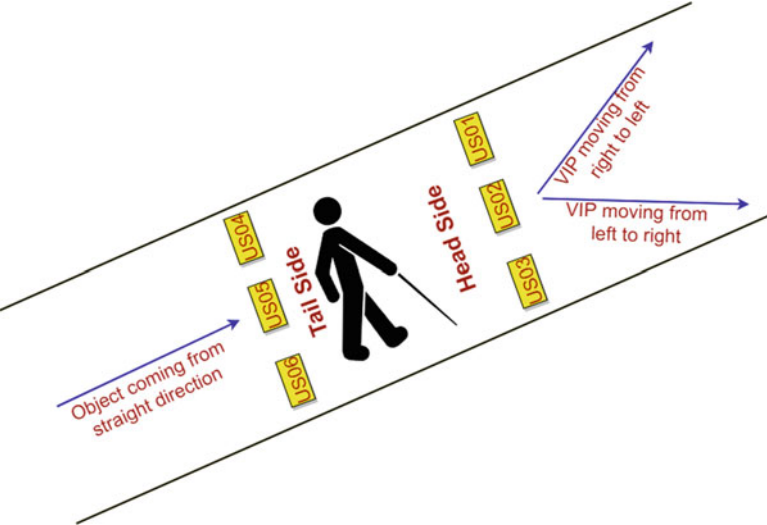 US01
VIP moving from
right to left
US02
VIP moving from
left to right
Head Side
US03
US04
Tail Side
US05
US06
Object coming from
straight direction